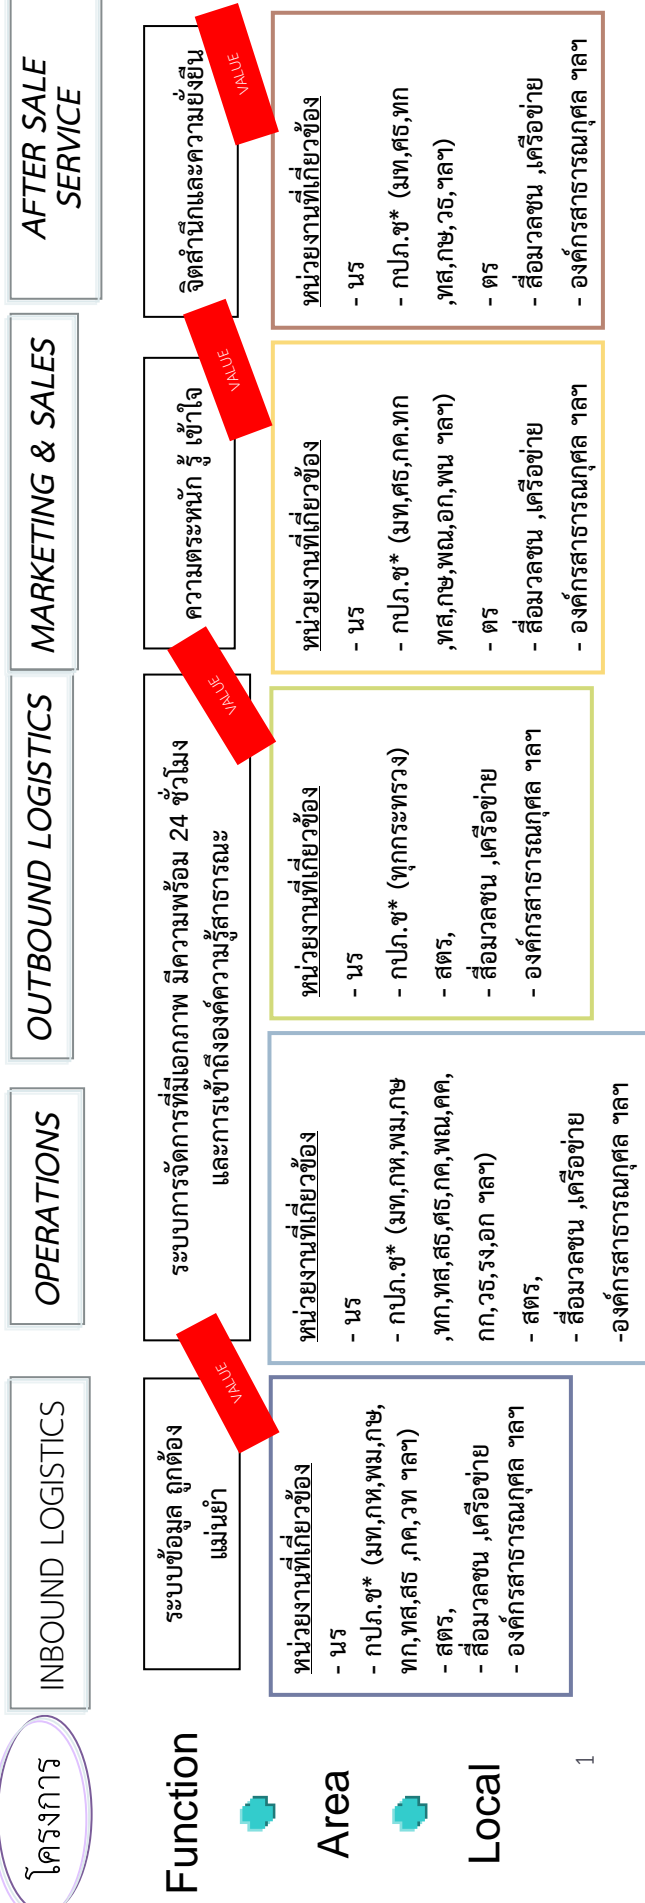 โครงการ
INBOUND LOGISTICS
OPERATIONS
OUTBOUND LOGISTICS
MARKETING & SALES
AFTER SALE
SERVICE
Function
Area
Local
ระบบข้อมูล ถูกต้อง
แม่นยำ
VALUE
ระบบการจัดการที่มีเอกภาพ มีความพร้อม 24 ชั่วโมง
และการเข้าถึงองค์ความรู้สาธารณะ
VALUE
ความตระหนัก รู้ เข้าใจ
VALUE
จิตสำนึกและความยั่งยืน
VALUE
หน่วยงานที่เกี่ยวข้อง
- นร
- กปภ.ช* (มท,กห,พม,กษ,
ทก,ทส,สธ ,กค,วท ฯลฯ)
- สตร,
- สื่อมวลชน ,เครือข่าย
- องค์กรสาธารณกุศล ฯลฯ
หน่วยงานที่เกี่ยวข้อง
- นร
- กปภ.ช* (มท,กห,พม,กษ
,ทก,ทส,สธ,ศธ,กค,พณ,คค,
กก,วธ,รง,อก ฯลฯ)
- สตร,
- สื่อมวลชน ,เครือข่าย
-องค์กรสาธารณกุศล ฯลฯ
หน่วยงานที่เกี่ยวข้อง
- นร
- กปภ.ช* (ทุกกระทรวง)
- สตร,
- สื่อมวลชน ,เครือข่าย
- องค์กรสาธารณกุศล ฯลฯ
หน่วยงานที่เกี่ยวข้อง
- นร
- กปภ.ช* (มท,ศธ,กค.ทก
,ทส,กษ,พณ,อก,พน ฯลฯ)
- ตร
- สื่อมวลชน ,เครือข่าย
- องค์กรสาธารณกุศล ฯลฯ
หน่วยงานที่เกี่ยวข้อง
- นร
- กปภ.ช* (มท,ศธ,ทก
,ทส,กษ,วธ,ฯลฯ)
- ตร
- สื่อมวลชน ,เครือข่าย
- องค์กรสาธารณกุศล ฯลฯ
1